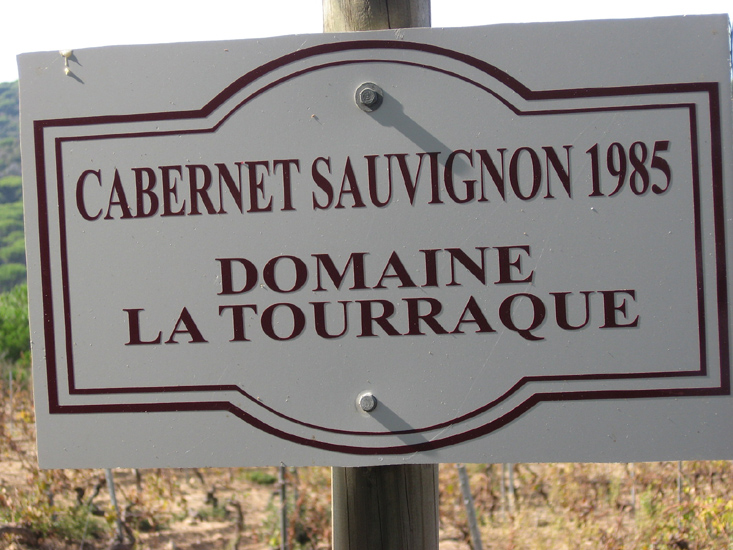 CABERNET SAUVIGNON 1985
DOMAINE
LA TOURRAQUE